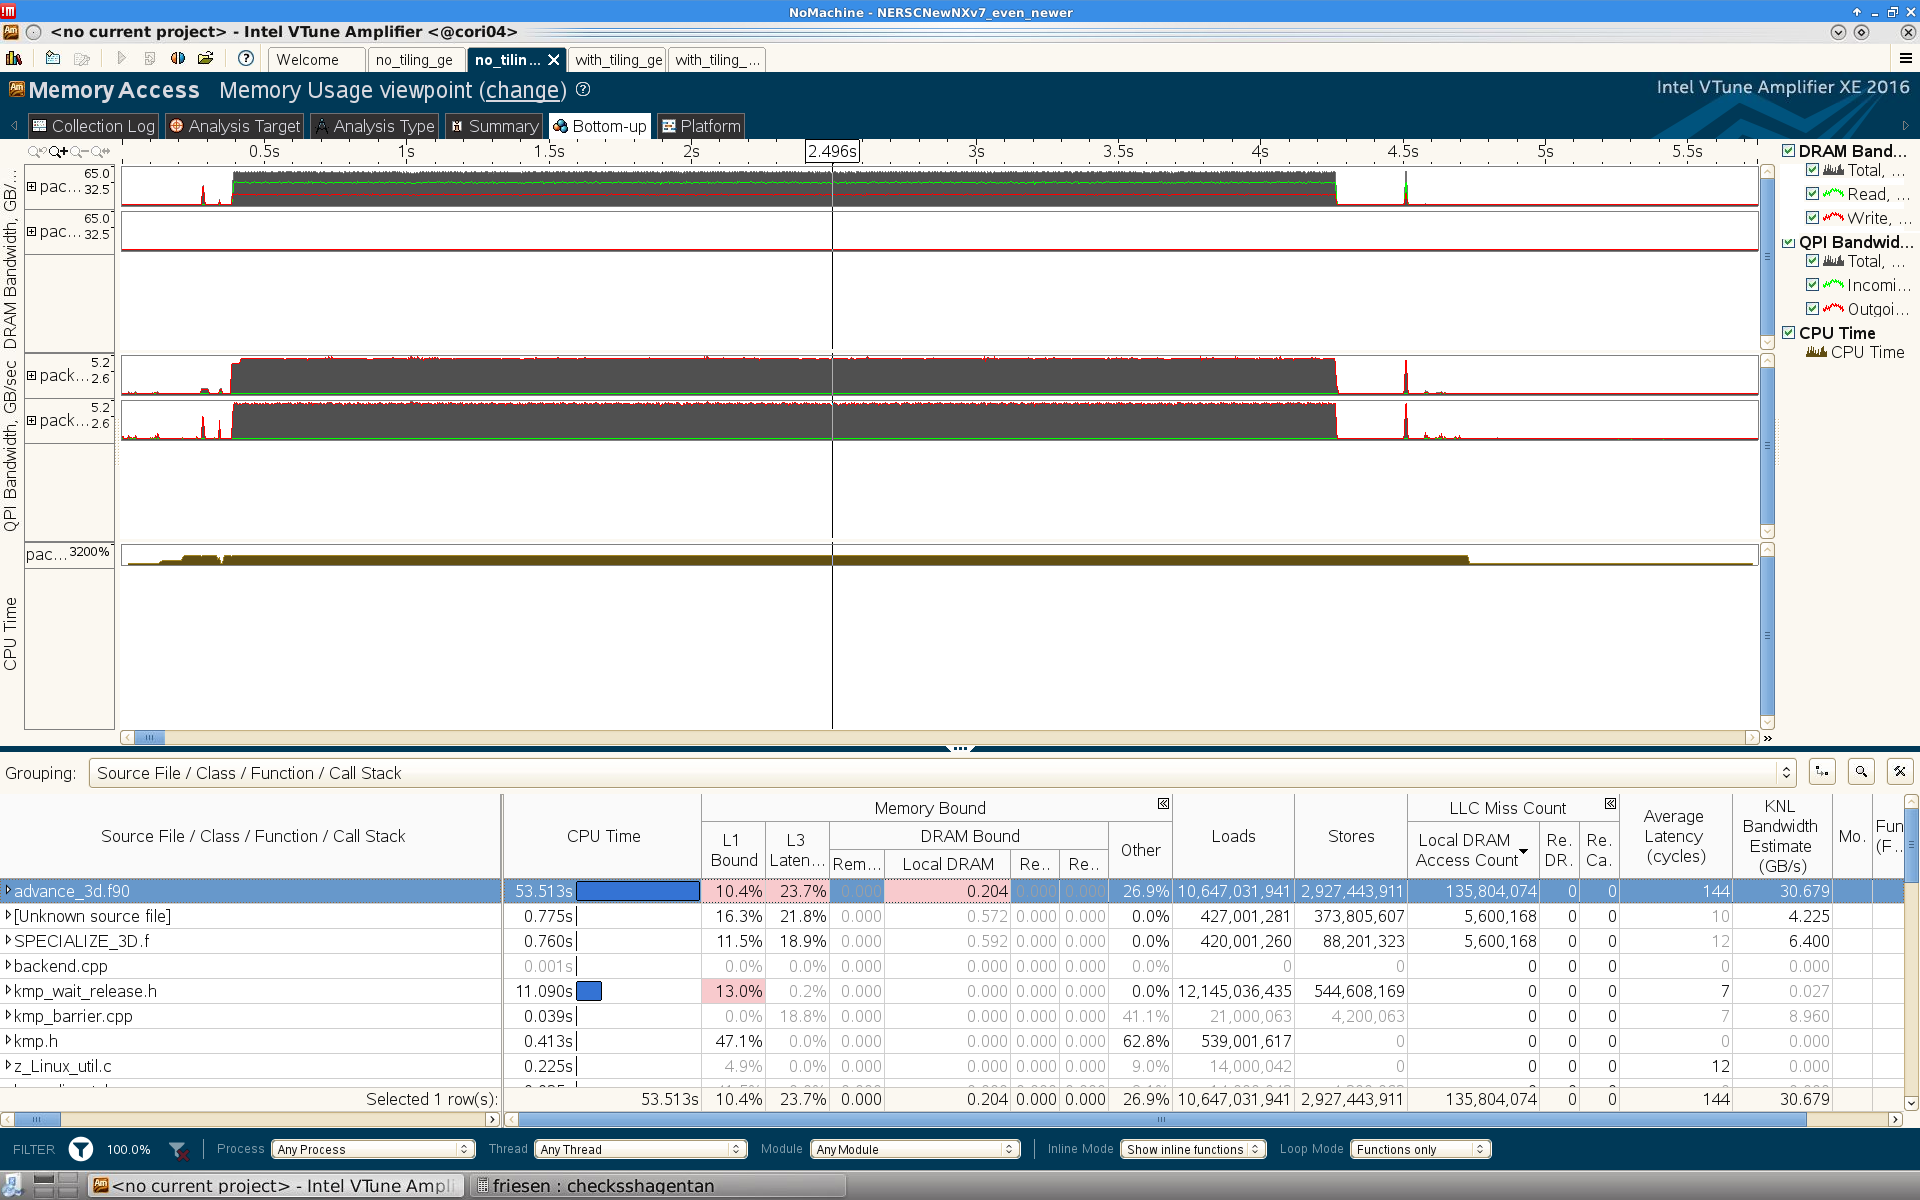 NoMachine - NERSCNewNXv7_even_newer
<no current project> - Intel VTune Amplifier <@cori04>
Welcome no_tiling_ge no_tilin... with_tiling_ge with_tiling_...
Memory Access Memory Usage viewpoint (change) Intel VTune Amplifier XE 2016
Collection Log Analysis Target Analysis Type Summary Bottom-up Platform
0.5s 1s 1.5s 2s 2.496s 3s 3.5s 4s 4.5s 5s 5.5s
DRAM Bandwidth, GB/...
pac... 65.0
32.5
pac... 65.0
32.5
QPI Bandwidth, GB/sec
pack... 5.2
2.6
pack... 5.2
2.6
CPU Time
pac... 3200%
DRAM Band...
Total, ...
Read, ...
Write, ...
QPI Bandwid...
Total, ...
Incomi...
Outgoi...
CPU Time
CPU Time
Grouping: Source File / Class / Function / Call Stack
Source File / Class / Function / Call Stack CPU Time Memory Bound Loads Stores LLC Miss Count Average Latency (cycles) KNL Bandwidth Estimate (GB/s) Mo. Fun (F..
L1 Bound L3 Laten... DRAM Bound Other Local DRAM Access Count Re. DR. Re. Ca.
Rem... Local DRAM Re.. Re..
advance_3d.f90 53.513s 10.4% 23.7% 0.000 0.204 0.000 0.000 26.9% 10,647,031,941 2,927,443,911 135,804,074 0 0 144 30.679
[Unknown source file] 0.775s 16.3% 21.8% 0.000 0.572 0.000 0.000 0.0% 427,001,281 373,805,607 5,600,168 0 0 10 4.225
SPECIALIZE_3D.f 0.760s 11.5% 18.9% 0.000 0.592 0.000 0.000 0.0% 420,001,260 88,201,323 5,600,168 0 0 12 6.400
backend.cpp 0.001s 0.0% 0.0% 0.000 0.000 0.000 0.000 0.0% 0 0 0 0 0 0 0.000
kmp_wait_release.h 11.090s 13.0% 0.2% 0.000 0.000 0.000 0.000 0.0% 12,145,036,435 544,608,169 0 0 0 7 0.027
kmp_barrier.cpp 0.039s 0.0% 18.8% 0.000 0.000 0.000 0.000 41.1% 21,000,063 4,200,063 0 0 0 7 8.960
kmp.h 0.413s 47.1% 0.0% 0.000 0.000 0.000 0.000 62.8% 539,001,617 0 0 0 0 0 0.000
z_Linux_util.c 0.225s 4.9% 0.0% 0.000 0.000 0.000 0.000 9.0% 14,000,042 0 0 0 0 12 0.000
Selected 1 row(s): 53.513s 10.4% 23.7% 0.000 0.204 0.000 0.000 26.9% 10,647,031,941 2,927,443,911 135,804,074 0 0 144 30.679
FILTER 100.0% Process Any Process Thread Any Thread Module Any Module Inline Mode Show inline functions Loop Mode Functions only
<no current project> - Intel VTune Ampli friesen : checksshagentan